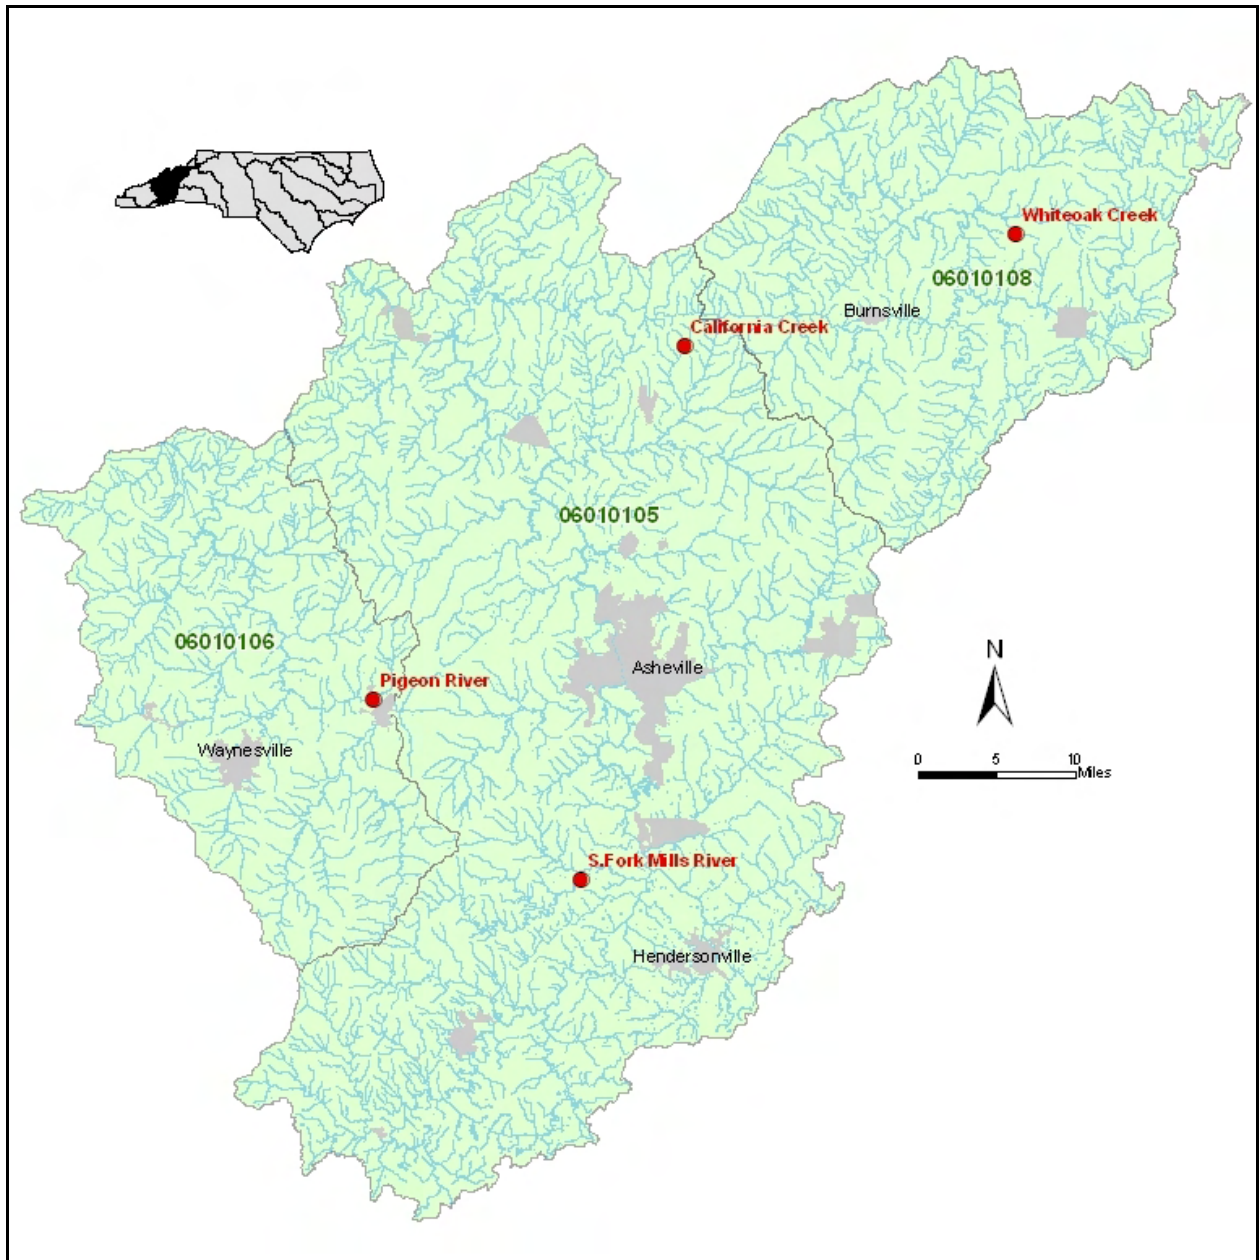 Whiteoak Creek
06010108
Burnsville
California Creek
06010105
06010106
N
Asheville
Pigeon River
Waynesville
0 5 10
Miles
S.Fork Mills River
Hendersonville